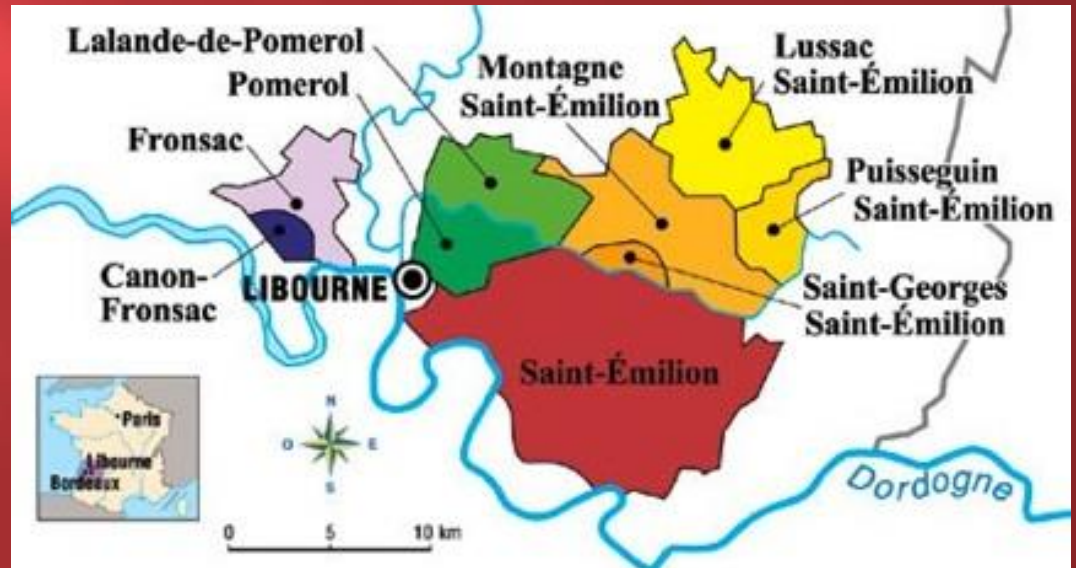 Lalande-de-Pomerol
Pomerol
Fronsac
Canon-
Fronsac
LIBOURNE
Montagne
Saint-Émilion
Lussac
Saint-Émilion
Puisseguin
Saint-Émilion
Saint-Georges
Saint-Émilion
Saint-Émilion
Dordogne
Paris
Libourne
Bordeaux
N
O
E
S
0 5 10 km